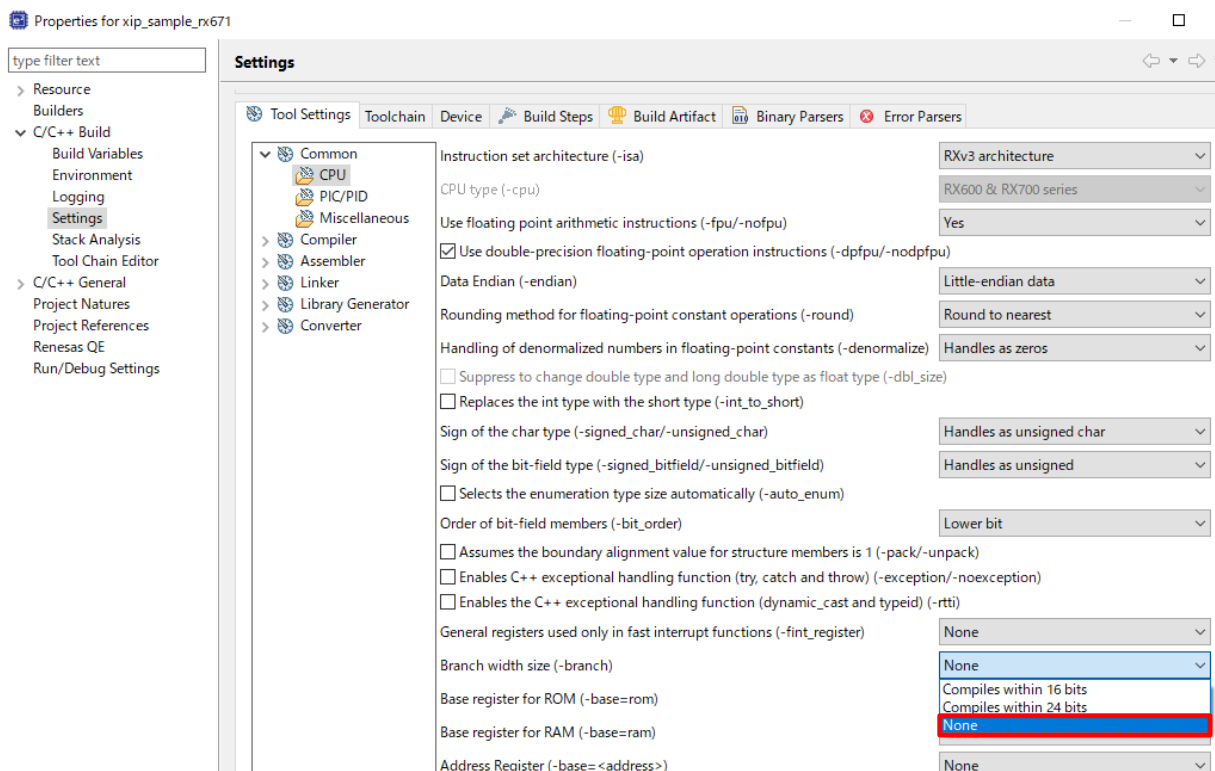 Properties for xip_sample_rx671
type filter text
Resource
Builders
C/C++ Build
Build Variables
Environment
Logging
Settings
Stack Analysis
Tool Chain Editor
C/C++ General
Project Natures
Project References
Renesas QE
Run/Debug Settings
Settings
Tool Settings Toolchain Device Build Steps Build Artifact Binary Parsers Error Parsers
Common
CPU
PIC/PID
Miscellaneous
Compiler
Assembler
Linker
Library Generator
Converter
Instruction set architecture (-isa) RXv3 architecture
CPU type (-cpu) RX600 & RX700 series
Use floating point arithmetic instructions (-fpu/-nofpu) Yes
Use double-precision floating-point operation instructions (-dpfpu/-nodpfpu)
Data Endian (-endian) Little-endian data
Rounding method for floating-point constant operations (-round) Round to nearest
Handling of denormalized numbers in floating-point constants (-denormalize) Handles as zeros
Suppress to change double type and long double type as float type (-dbl_size)
Replaces the int type with the short type (-int_to_short)
Sign of the char type (-signed_char/-unsigned_char) Handles as unsigned char
Sign of the bit-field type (-signed_bitfield/-unsigned_bitfield) Handles as unsigned
Selects the enumeration type size automatically (-auto_enum)
Order of bit-field members (-bit_order) Lower bit
Assumes the boundary alignment value for structure members is 1 (-pack/-unpack)
Enables C++ exceptional handling function (try, catch and throw) (-exception/-noexception)
Enables the C++ exceptional handling function (dynamic_cast and typeid) (-rtti)
General registers used only in fast interrupt functions (-fint_register) None
Branch width size (-branch) None
Compiles within 16 bits
Compiles within 24 bits
None
Base register for ROM (-base=rom)
Base register for RAM (-base=ram)
Address Register (-base=<address>) None